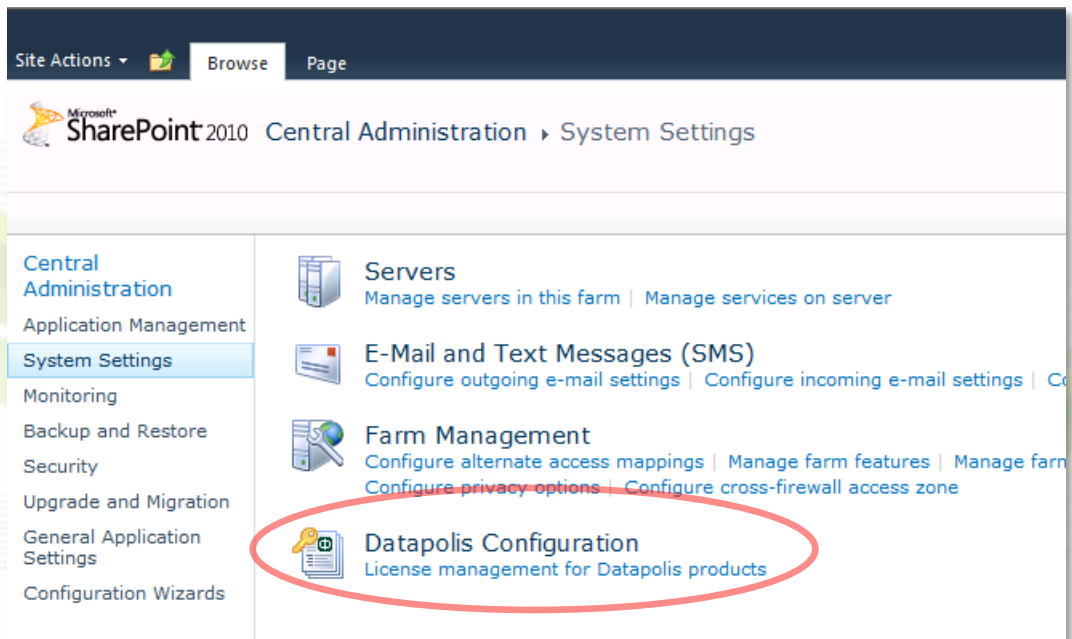 Site Actions Browse Page
Microsoft
SharePoint 2010 Central Administration System Settings
Central
Administration
Application Management
System Settings
Monitoring
Backup and Restore
Security
Upgrade and Migration
General Application
Settings
Configuration Wizards
Servers
Manage servers in this farm | Manage services on server
E-Mail and Text Messages (SMS)
Configure outgoing e-mail settings | Configure incoming e-mail settings |
Farm Management
Configure alternate access mappings | Manage farm features | Manage farm
Configure privacy options | Configure cross-firewall access zone
Datapolis Configuration
License management for Datapolis products